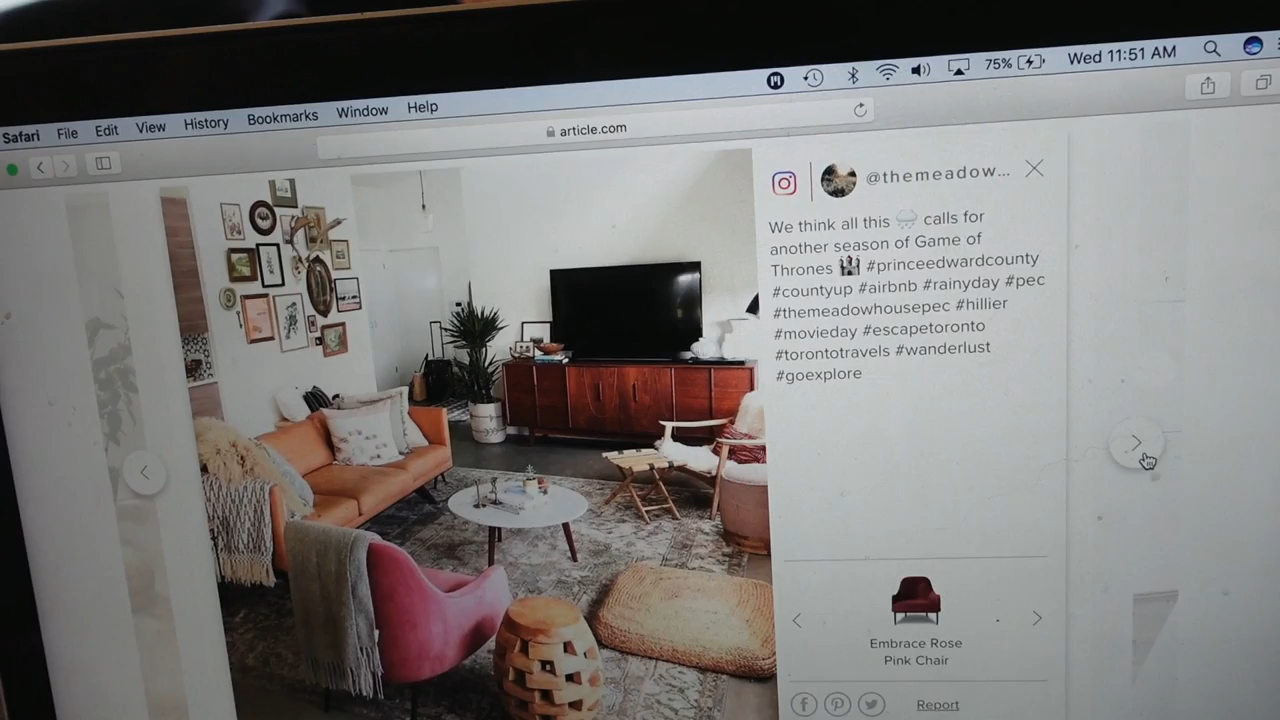 Safari File Edit View History Bookmarks Window Help 75% Wed 11:51 AM
article.com
@themeadow...
We think all this 🌧 calls for
another season of Game of
Thrones 🏰 #princeedwardcounty
#countyup #airbnb #rainyday #pec
#themeadowhousepec #hillier
#movieday #escapetoronto
#torontotravels #wanderlust
#goexplore
Embrace Rose
Pink Chair
Report